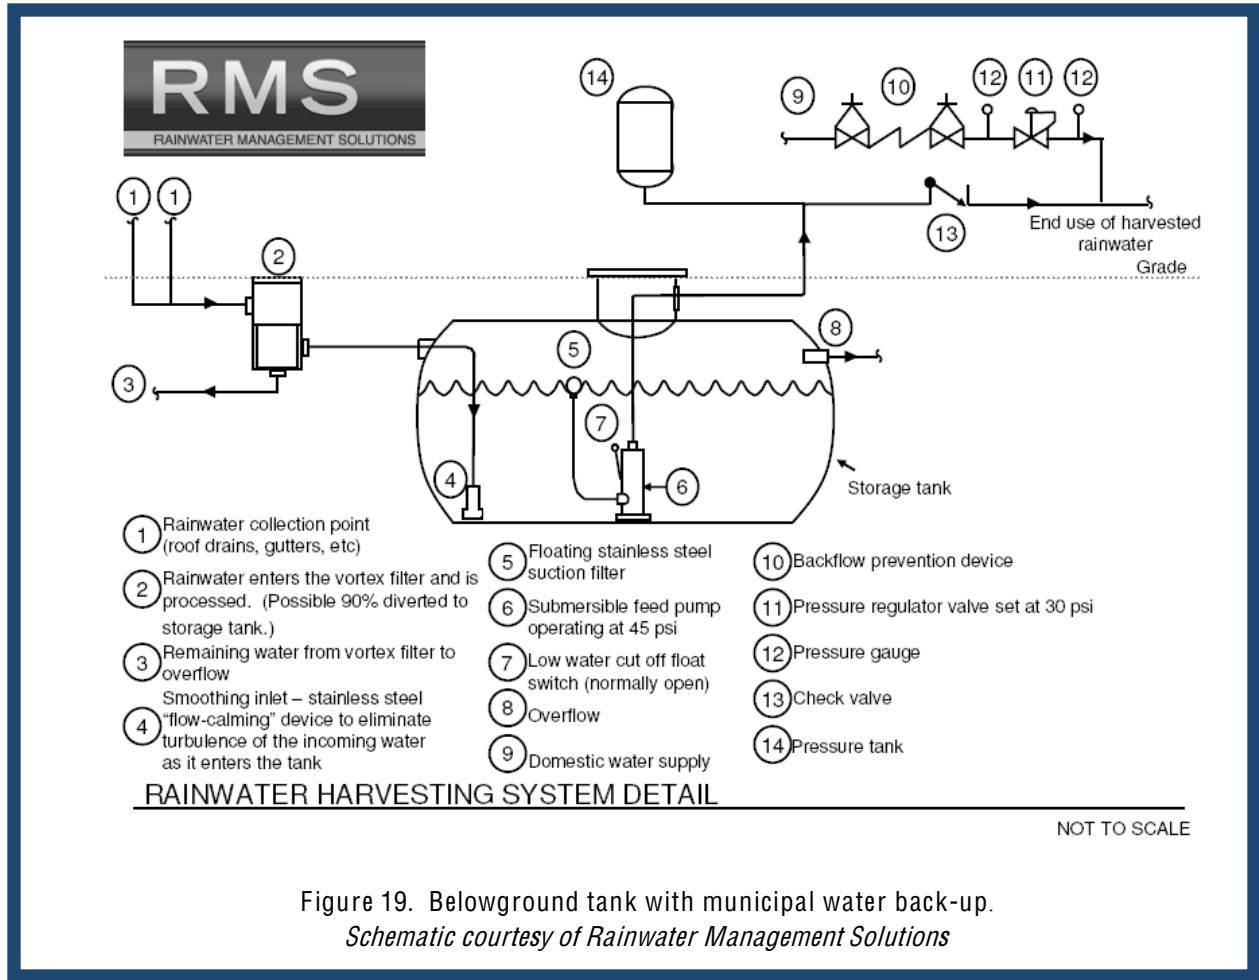 RMS
RAINWATER MANAGEMENT SOLUTIONS
14
9
10
12
11
12
1
1
2
13
End use of harvested
rainwater
Grade
3
5
8
7
4
6
Storage tank
1 Rainwater collection point
(roof drains, gutters, etc)
2 Rainwater enters the vortex filter and is
processed. (Possible 90% diverted to
storage tank.)
3 Remaining water from vortex filter to
overflow
4 Smoothing inlet – stainless steel
“flow-calming” device to eliminate
turbulence of the incoming water
as it enters the tank
5 Floating stainless steel
suction filter
6 Submersible feed pump
operating at 45 psi
7 Low water cut off float
switch (normally open)
8 Overflow
9 Domestic water supply
10 Backflow prevention device
11 Pressure regulator valve set at 30 psi
12 Pressure gauge
13 Check valve
14 Pressure tank
RAINWATER HARVESTING SYSTEM DETAIL
NOT TO SCALE
Figure 19. Belowground tank with municipal water back-up.
Schematic courtesy of Rainwater Management Solutions